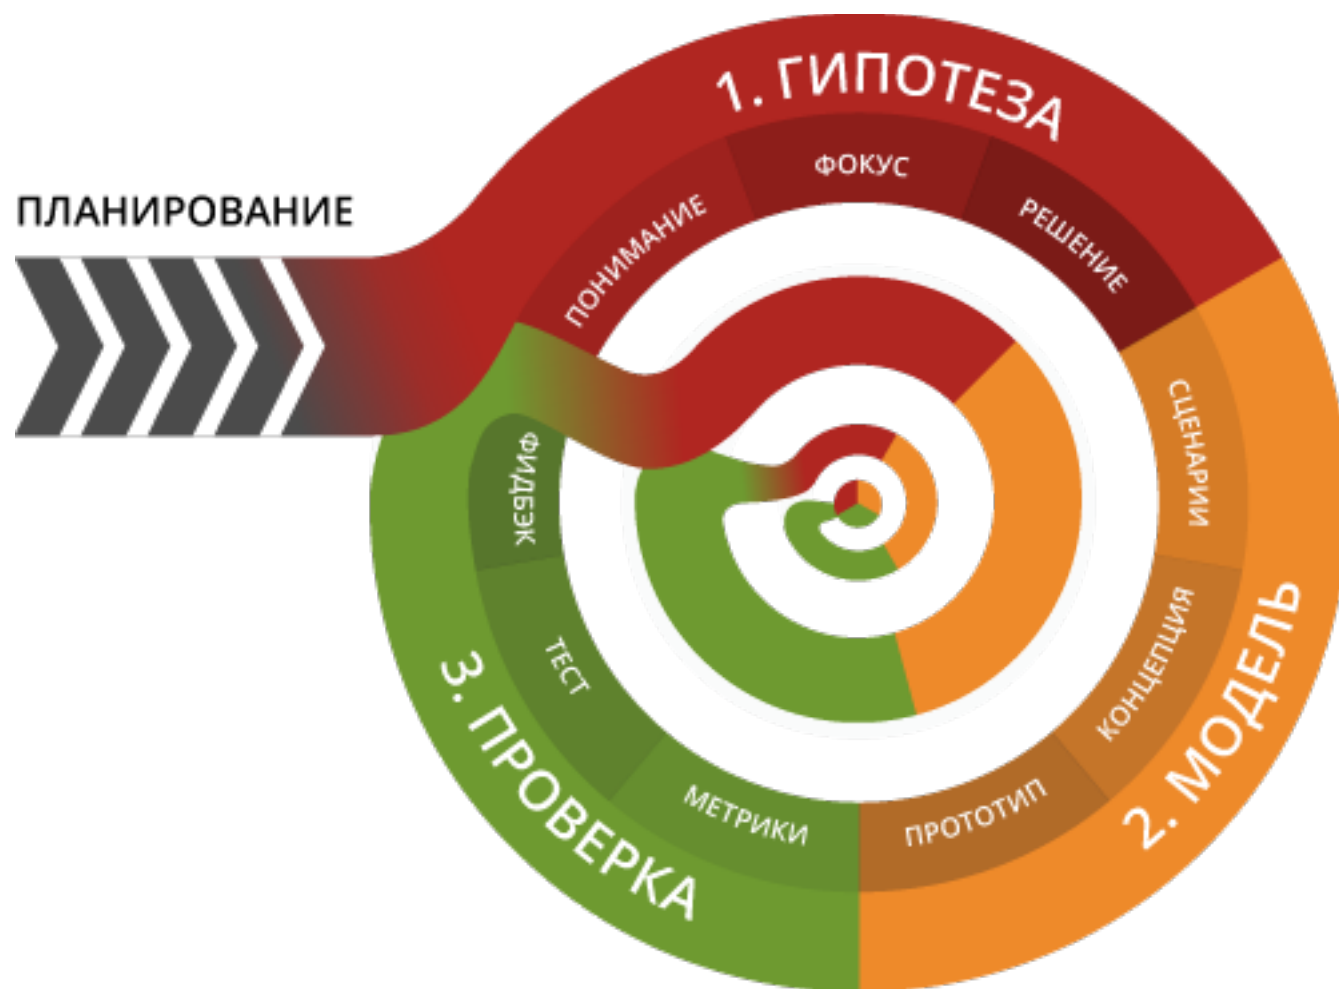 ПЛАНИРОВАНИЕ
1. ГИПОТЕЗА
ПОНИМАНИЕ
ФОКУС
РЕШЕНИЕ
2. МОДЕЛЬ
СЦЕНАРИИ
КОНЦЕПЦИЯ
ПРОТОТИП
3. ПРОВЕРКА
МЕТРИКИ
ТЕСТ
ФИДБЭК